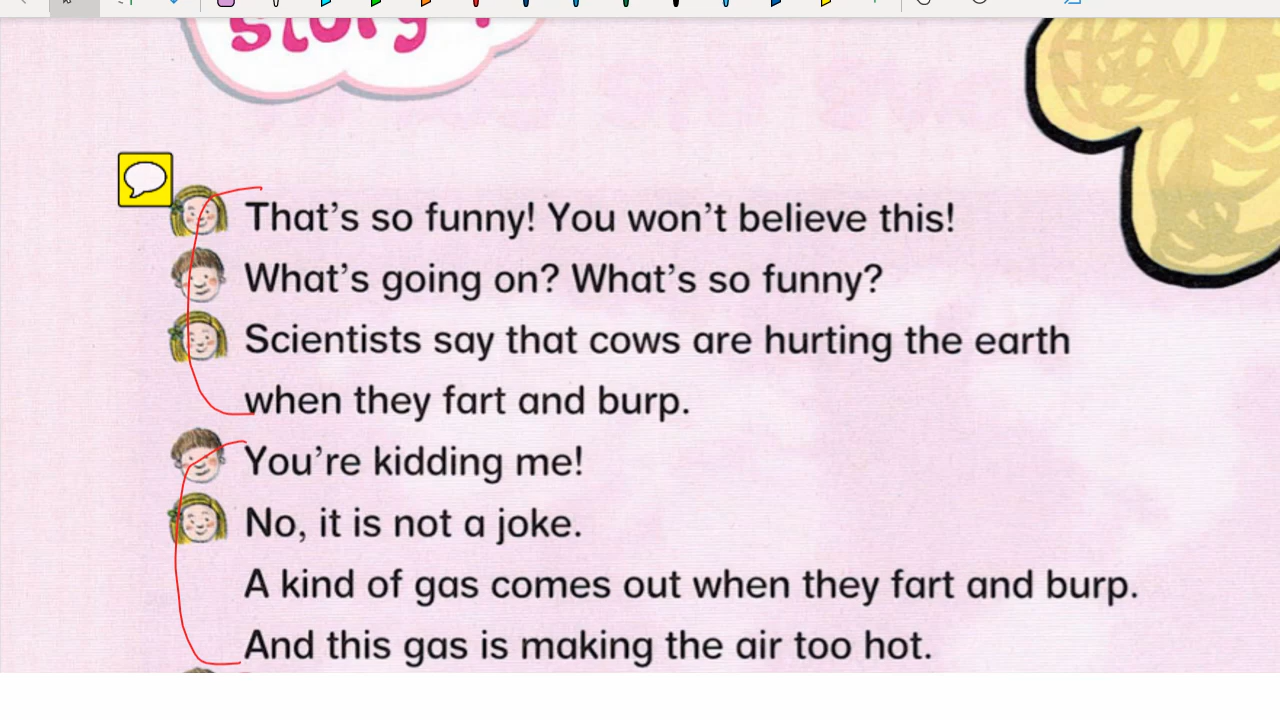 story
That's so funny! You won't believe this!
What's going on? What's so funny?
Scientists say that cows are hurting the earth
when they fart and burp.
You're kidding me!
No, it is not a joke.
A kind of gas comes out when they fart and burp.
And this gas is making the air too hot.